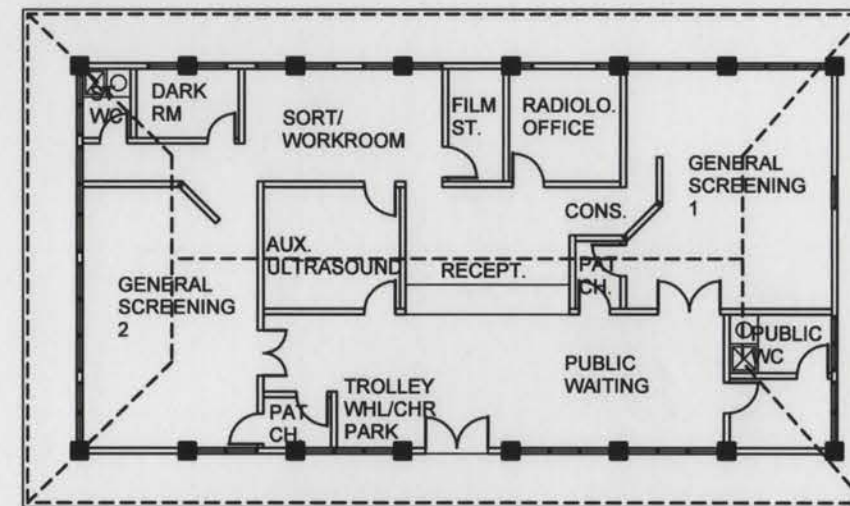 ST.
WC
DARK
RM
SORT/
WORKROOM
FILM
ST.
RADIOLO.
OFFICE
GENERAL
SCREENING
1
CONS.
AUX.
ULTRASOUND
RECEPT.
PAT
CH.
GENERAL
SCREENING
2
PUBLIC
WC
PUBLIC
WAITING
TROLLEY
WHL/CHR
PARK
PAT
CH